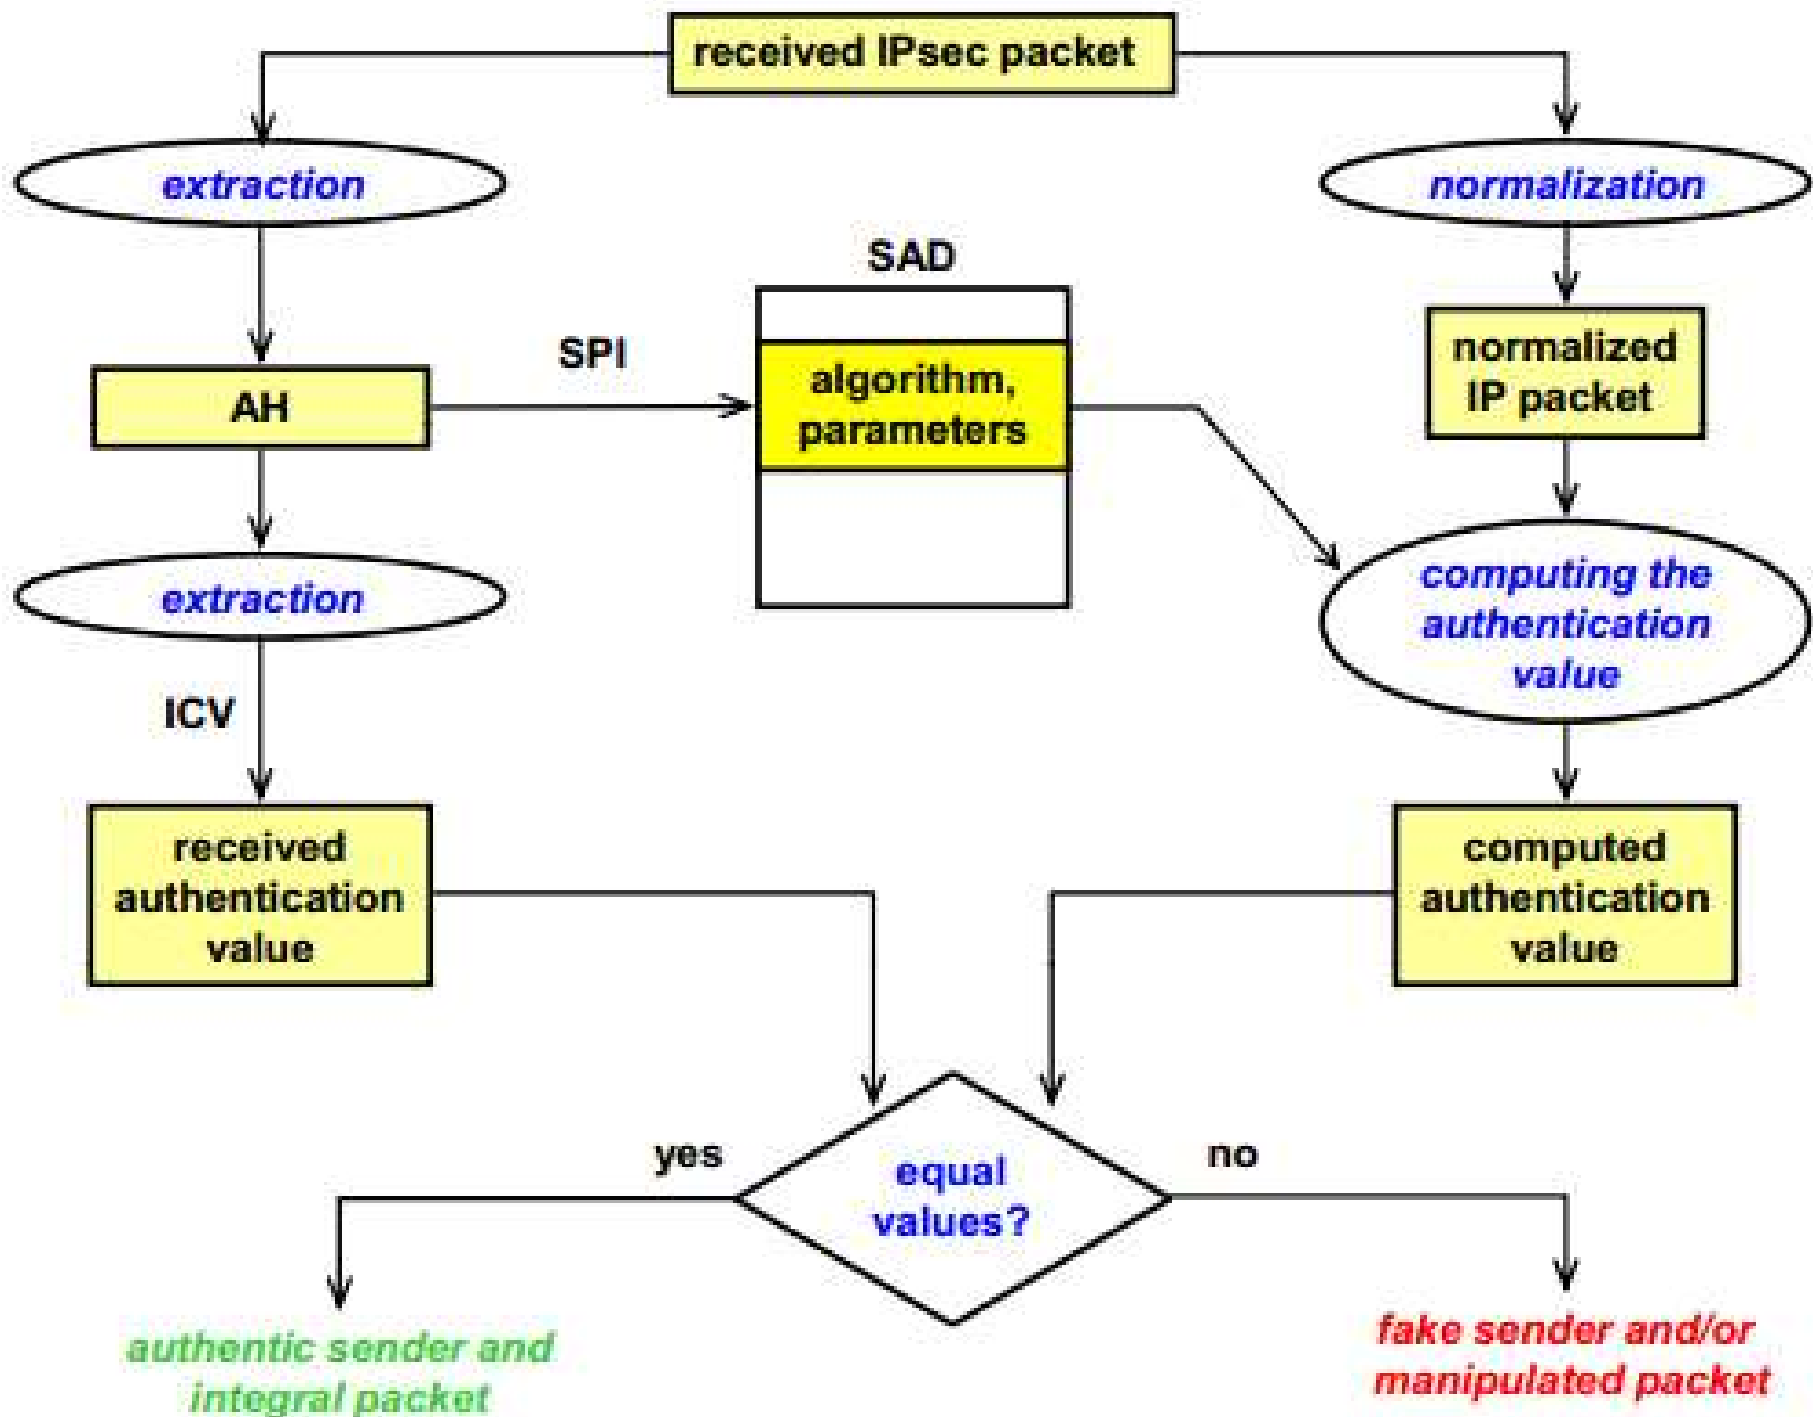 received IPsec packet
extraction
normalization
SAD
normalized
IP packet
SPI
algorithm,
parameters
AH
extraction
computing the
authentication
value
ICV
received
authentication
value
computed
authentication
value
yes
no
equal
values?
authentic sender and
integral packet
fake sender and/or
manipulated packet